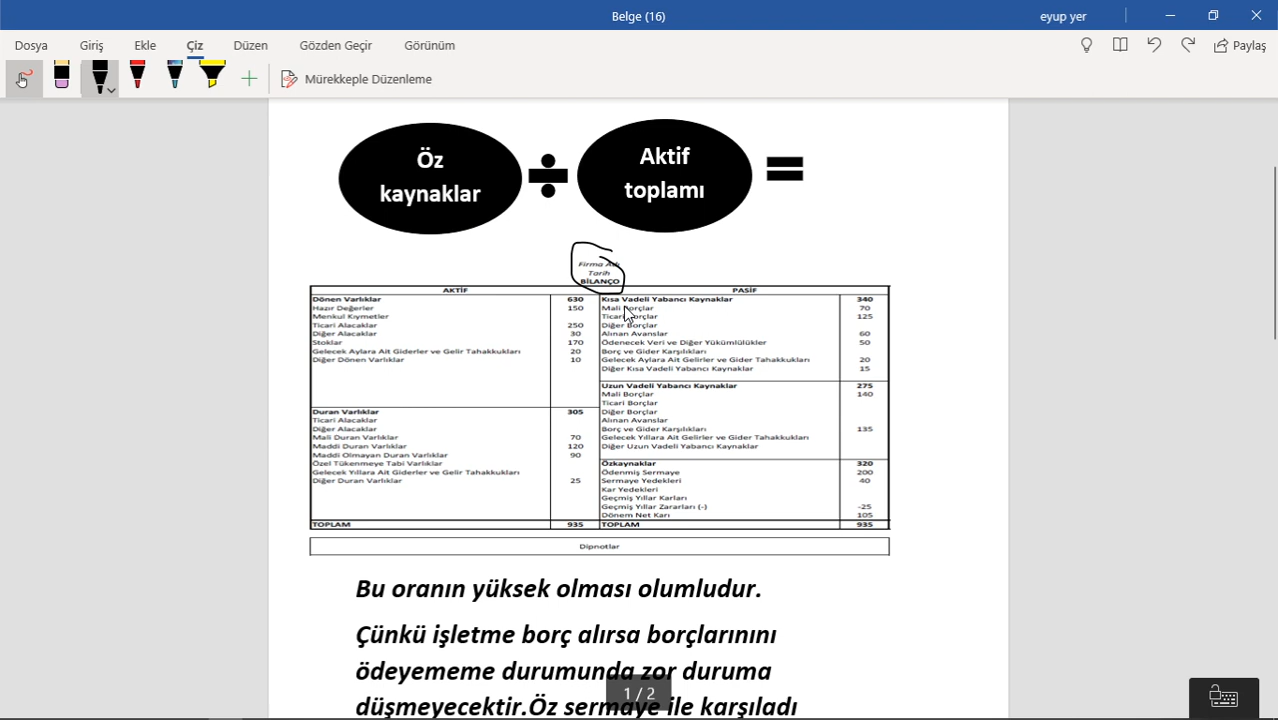 Belge (16)
eyup yer
Dosya Giriş Ekle Çiz Düzen Gözden Geçir Görünüm Paylaş
Mürekkeple Düzenleme
Öz
kaynaklar
÷
Aktif
toplamı
=
Firma Adı
Tarih
BİLANÇO
AKTİF PASİF
Dönen Varlıklar 630 Kısa Vadeli Yabancı Kaynaklar 340
Hazır Değerler 150 Mali Borçlar 70
Menkul Kıymetler Ticari Borçlar 125
Ticari Alacaklar 250 Diğer Borçlar
Diğer Alacaklar 30 Alınan Avanslar 60
Stoklar 170 Ödenecek Veri ve Diğer Yükümlülükler 50
Gelecek Aylara Ait Giderler ve Gelir Tahakkukları 20 Borç ve Gider Karşılıkları
Diğer Dönen Varlıklar 10 Gelecek Aylara Ait Gelirler ve Gider Tahakkukları 20
Diğer Kısa Vadeli Yabancı Kaynaklar 15
Uzun Vadeli Yabancı Kaynaklar 275
Mali Borçlar 140
Ticari Borçlar
Duran Varlıklar 305 Diğer Borçlar
Ticari Alacaklar Alınan Avanslar
Diğer Alacaklar Borç ve Gider Karşılıkları 135
Mali Duran Varlıklar 70 Gelecek Yıllara Ait Gelirler ve Gider Tahakkukları
Maddi Duran Varlıklar 120 Diğer Uzun Vadeli Yabancı Kaynaklar
Maddi Olmayan Duran Varlıklar 90
Özel Tükenmeye Tabi Varlıklar Özkaynaklar 320
Gelecek Yıllara Ait Giderler ve Gelir Tahakkukları Ödenmiş Sermaye 200
Diğer Duran Varlıklar 25 Sermaye Yedekleri 40
Kar Yedekleri
Geçmiş Yıllar Karları
Geçmiş Yıllar Zararları (-) -25
Dönem Net Karı 105
TOPLAM 935 TOPLAM 935
Dipnotlar
Bu oranın yüksek olması olumludur.
Çünkü işletme borç alırsa borçlarınını
ödeyememe durumunda zor duruma
düşmeyecektir.Öz sermaye ile karşıladı
1 / 2